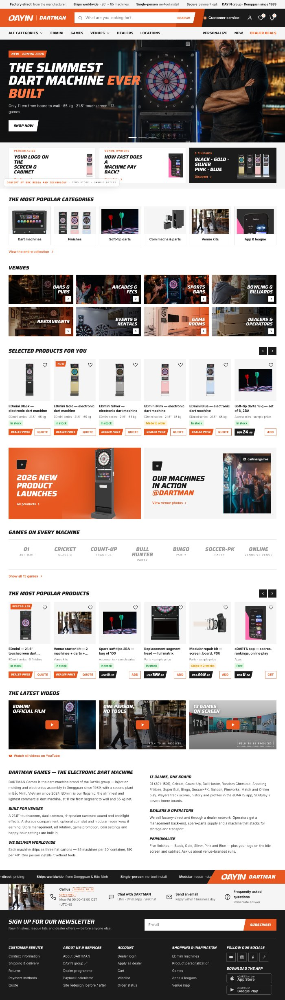 Factory-direct from the manufacturer Ships worldwide · 20' = 85 machines Single-person no-tool install Secure payment opti DAYIN group · Dongguan since 1989
DAYIN DARTMAN What are you looking for? SEARCH Customer service 0 0
ALL CATEGORIES EDMINI GAMES VENUES DEALERS LOCATIONS PERSONALIZE NEW DEALER DEALS
NEW · EDMINI 2026
THE SLIMMEST
DART MACHINE EVER
BUILT
Only 11 cm from board to wall · 65 kg · 21.5" touchscreen · 13
games
SHOP NOW
PERSONALIZE
YOUR LOGO ON
THE
SCREEN &
CABINET
VENUE OWNERS
HOW FAST DOES
A
MACHINE PAY
BACK?
5 FINISHES
BLACK · GOLD ·
SILVER
PINK · BLUE
Discover
CONCEPT BY BBK MEDIA AND TECHNOLOGY · DEMO STORE · SAMPLE PRICES
THE MOST POPULAR CATEGORIES
Dart machines Finishes Soft-tip darts Coin mechs & parts Venue kits App & league
View the entire collection
VENUES
BARS &
PUBS
ARCADES &
FECS
SPORTS
BARS
BOWLING &
BILLIARDS
RESTAURANTS
EVENTS &
RENTALS
GAME
ROOMS
DEALERS &
OPERATORS
SELECTED PRODUCTS FOR YOU
EDmini Black —
electronic dart machine
EDmini series · 21.5" · 65 kg
In stock
DEALER PRICE QUOTE
NEW
EDmini Gold — electronic
dart machine
EDmini series · 21.5" · 65 kg
In stock
DEALER PRICE QUOTE
EDmini Silver —
electronic dart machine
EDmini series · 21.5" · 65 kg
In stock
DEALER PRICE QUOTE
EDmini Pink — electronic
dart machine
EDmini series · 21.5" · 65 kg
Made to order
DEALER PRICE QUOTE
EDmini Blue — electronic
dart machine
EDmini series · 21.5" · 65 kg
In stock
DEALER PRICE QUOTE
Soft-tip darts 18 g — set
of 6, 2BA
Accessories · sample price
In stock
US$ 24 .00 ADD
2026 NEW
PRODUCT
LAUNCHES
All products
OUR MACHINES
IN ACTION
@DARTMAN
View venue photos
dartmangames
GAMES ON EVERY MACHINE
01
301–1501
CRICKET
CLASSIC
COUNT-UP
PRACTICE
BULL
HUNTER
PARTY
BINGO
PARTY
SOCCER-PK
PARTY
ONLINE
VENUE VS VENUE
Show all 13 games
THE MOST POPULAR PRODUCTS
BESTSELLER
EDmini — 21.5"
touchscreen dart...
EDmini series · 5 finishes
In stock
DEALER PRICE QUOTE
Venue starter kit — 2
machines + darts +...
Venue kits
In stock
DEALER PRICE QUOTE
Spare soft tips 2BA —
bag of 100
Accessories · sample price
In stock
US$ 6 .50 ADD
Replacement segment
head — full matrix
Parts · sample price
In stock
US$ 199 .00 ADD
Modular repair kit —
screen, board, PSU
Parts · sample price
Ships in 2 weeks
US$ 349 .00 ADD
eDARTS app — scores,
rankings, online play
Apps
Free
US$ 0 .00 GET
THE LATEST VIDEOS
EDMINI
OFFICIAL FILM
ONE PERSON,
NO TOOLS
FILM TO BE PRODUCED
13 GAMES
ON SCREEN
FILM TO BE PRODUCED
Watch all videos on YouTube
DARTMAN GAMES — THE ELECTRONIC DART MACHINE
DARTMAN Games is the dart-machine brand of the DAYIN group — injection
molding and electronics assembly in Dongguan since 1989, with a second plant
in Bắc Ninh, Vietnam since 2024. EDmini is our flagship: the slimmest and
lightest commercial dart machine, at 11 cm from segment to wall and 65 kg net.
BUILT FOR VENUES
A 21.5" touchscreen, dual cameras, 4-speaker surround sound and backlight
effects. A storage compartment, optional coin slot and modular repair keep it
earning. Store management, ad rotation, game promotion, coin settings and
happy-hour settings are built in.
WE DELIVER WORLDWIDE
Each machine ships as three flat cartons — 85 machines per 20' container, 180
per 40'. One person installs it without tools.
13 GAMES, ONE BOARD
01 (301–1501), Cricket, Count-Up, Bull Hunter, Random Checkout, Shooting
Frisbee, Super Bull, Bingo, Soccer-PK, Balloon, Fireworks, Match and Online
play. Players track scores, history and profiles in the eDARTS app; SDBplay 2
covers home boards.
DEALERS & OPERATORS
We sell factory-direct and through a dealer network. Operators get a
management back-end, spare-parts supply and a machine that stacks for
storage and transport.
PERSONALIZE
Five finishes — Black, Gold, Silver, Pink and Blue — plus your logo on the idle
screen and cabinet. Ask us about venue-branded runs.
y-direct pricing Ships worldwide from Dongguan & Bắc Ninh Single-person no-tool install Modular repair · sta DAYIN DARTMAN
Call us NUMBER TO BE
CONFIRMED
Mon–Fri 09:00–18:00 CST
(UTC+8)
Chat with DARTMAN
LINE · WhatsApp · WeChat
Send an email
Reply within 1 business day
Frequently asked
questions
Immediate answer
SIGN UP FOR OUR NEWSLETTER
New finishes, league kits and dealer offers — before anyone else.
E-mail SUBSCRIBE!
CUSTOMER SERVICE
Contact information
Shipping & delivery
Returns
Payment methods
Quote
ABOUT US & SERVICES
About DARTMAN
DAYIN group ↗
Dealer programme
Payback calculator
Site redesign: before / after
ACCOUNT
Dealer login
Apply as dealer
Cart
Wishlist
Order status
SHOPPING & INSPIRATION
EDmini machines
Product personalization
Games
Apps & leagues
Venue map
FOLLOW OUR SOCIALS
DOWNLOAD THE APP
eDARTS on the
App Store
eDARTS on
Google Play